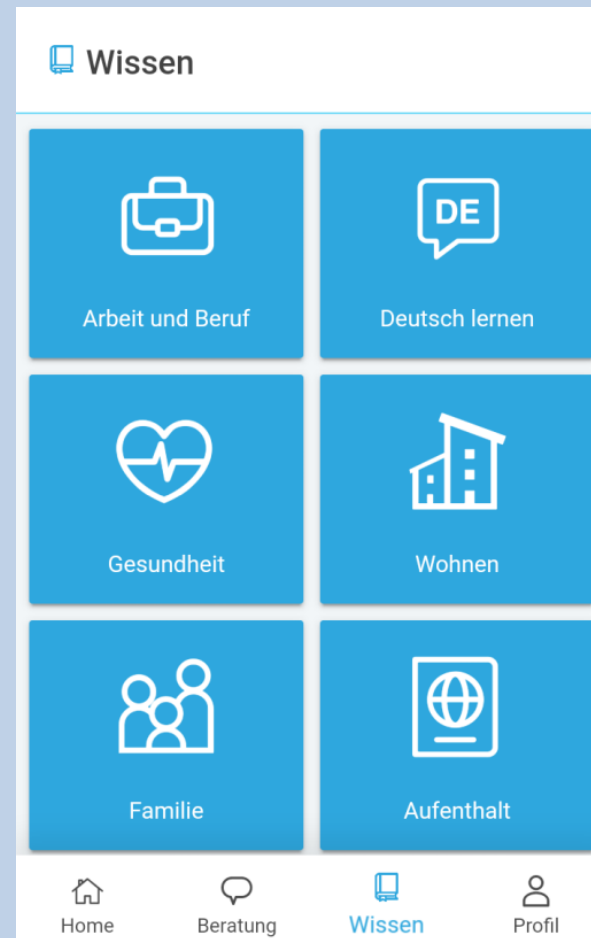 Wissen
Arbeit und Beruf
DE
Deutsch lernen
Gesundheit
Wohnen
Familie
Aufenthalt
Home
Beratung
Wissen
Profil